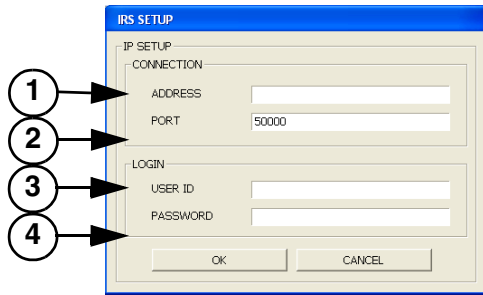 IRS SETUP
IP SETUP
CONNECTION
1
ADDRESS
PORT 50000
2
LOGIN
3
USER ID
PASSWORD
4
OK CANCEL